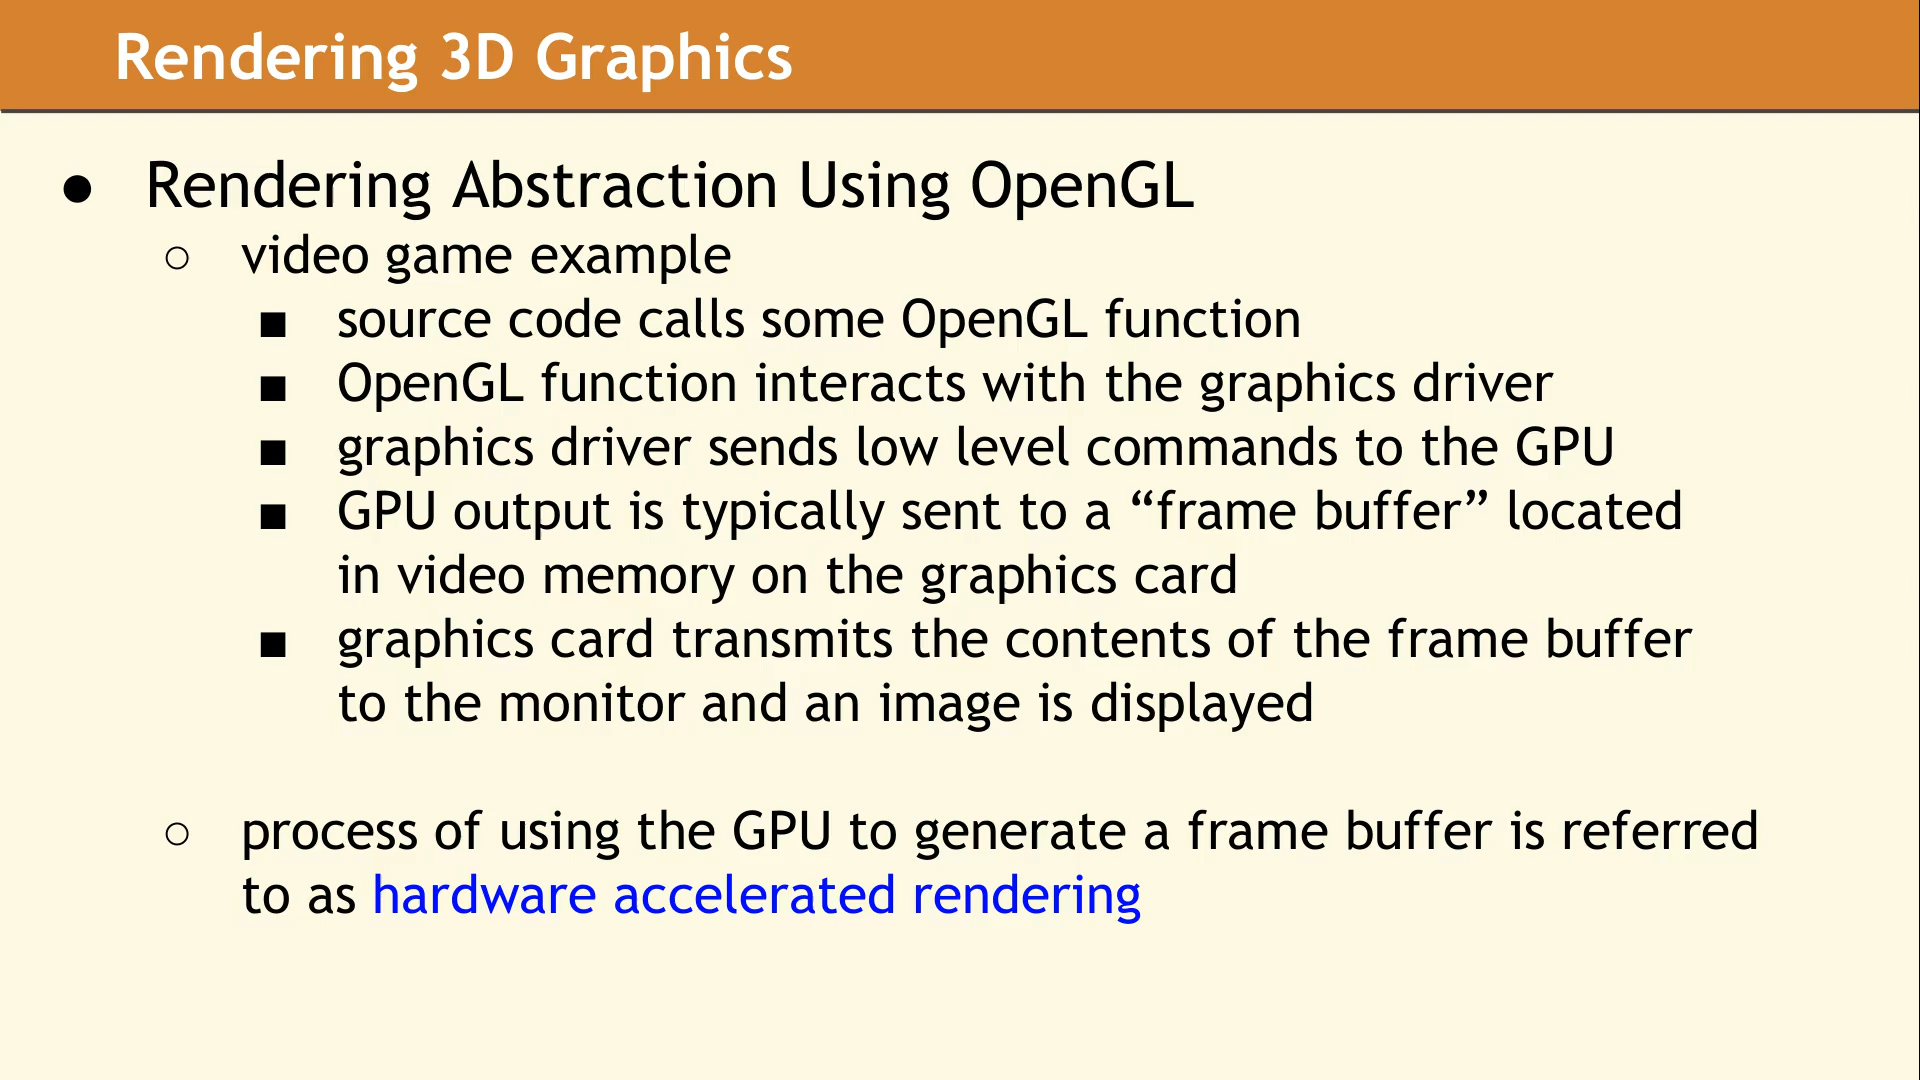 Rendering 3D Graphics
● Rendering Abstraction Using OpenGL
○ video game example
■ source code calls some OpenGL function
■ OpenGL function interacts with the graphics driver
■ graphics driver sends low level commands to the GPU
■ GPU output is typically sent to a “frame buffer” located
in video memory on the graphics card
■ graphics card transmits the contents of the frame buffer
to the monitor and an image is displayed
○ process of using the GPU to generate a frame buffer is referred
to as hardware accelerated rendering